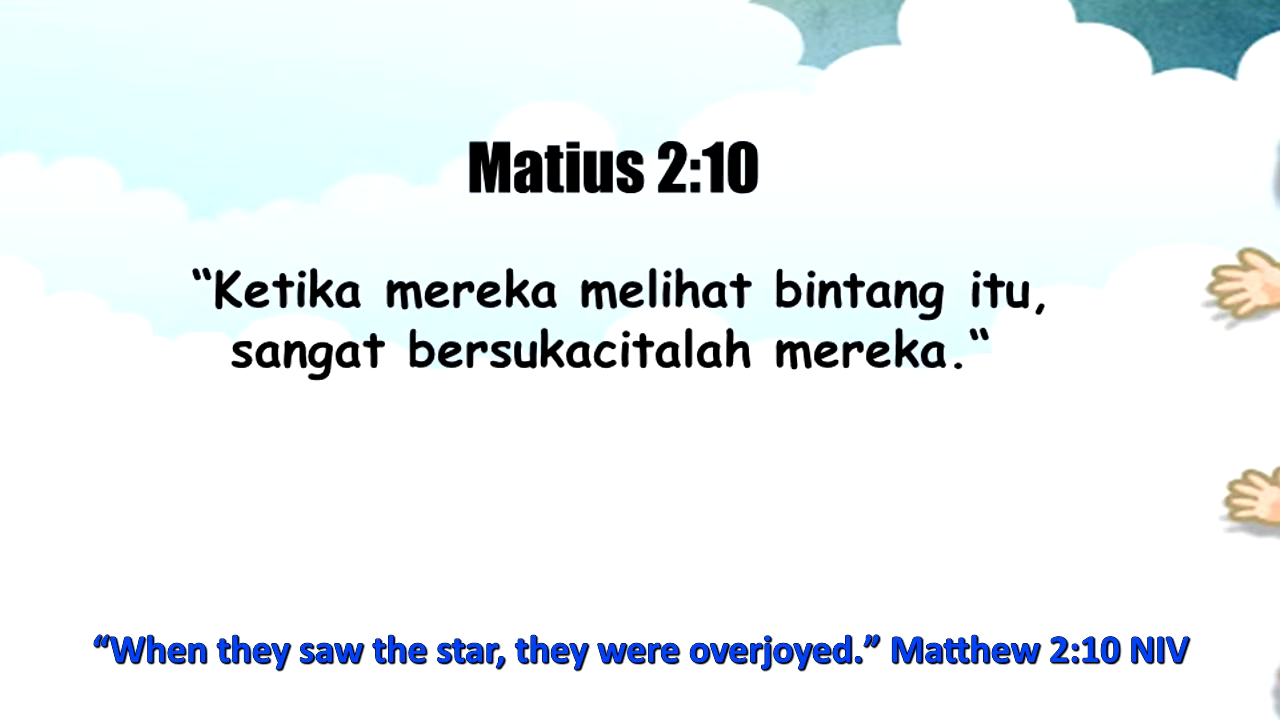 Matius 2:10
“Ketika mereka melihat bintang itu,
sangat bersukacitalah mereka.“
“When they saw the star, they were overjoyed.” Matthew 2:10 NIV